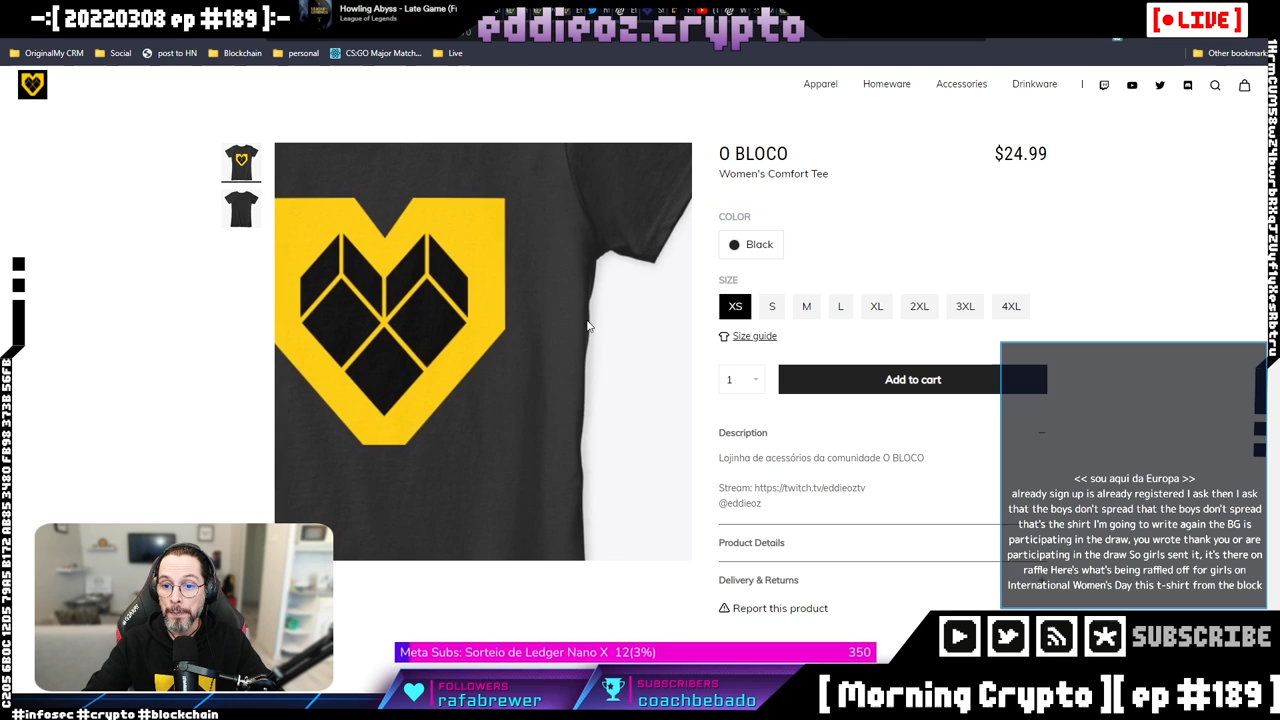 -:[ 20220308 ep #189 ]:-
Howling Abyss - Late Game (Fi
League of Legends
eddieoz.crypto
[ LIVE ]
OriginalMy CRM
Social
post to HN
Blockchain
personal
CS:GO Major Match...
Live
Other bookmark
Apparel
Homeware
Accessories
Drinkware
O BLOCO
$24.99
Women's Comfort Tee
COLOR
Black
SIZE
XS S M L XL 2XL 3XL 4XL
Size guide
1
Add to cart
Description
Lojinha de acessórios da comunidade O BLOCO
Stream: https://twitch.tv/eddieoztv
@eddieoz
Product Details
Delivery & Returns
Report this product
<< sou aqui da Europa >>
already sign up is already registered I ask then I ask
that the boys don't spread that the boys don't spread
that's the shirt I'm going to write again the BG is
participating in the draw, you wrote thank you or are
participating in the draw So girls sent it, it's there on
raffle Here's what's being raffled off for girls on
International Women's Day this t-shirt from the block
Meta Subs: Sorteio de Ledger Nano X 12(3%)
350
FOLLOWERS
rafabrewer
SUBSCRIBERS
coachbebado
SUBSCRIBE
[ Morning Crypto ][ ep #189 ]
#infosec #crypto #blockchain